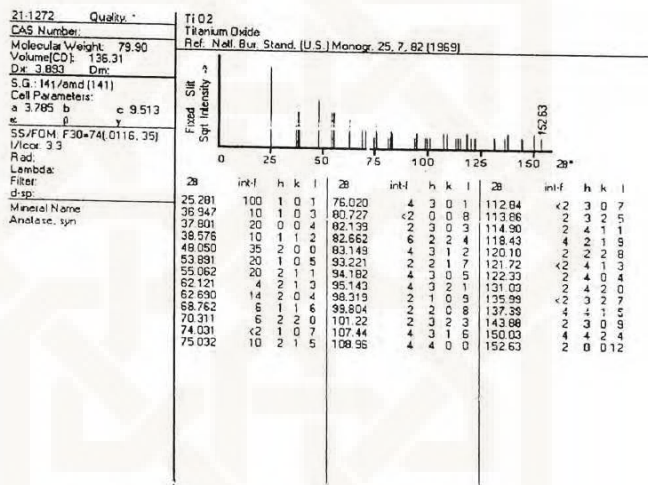 21-1272 Quality: *
CAS Number:
Molecular Weight: 79.90
Volume[CD]: 136.31
Dx: 3.893 Dm:
S.G.: I41/amd (141)
Cell Parameters:
a 3.785 b c 9.513
α β γ
SS/FOM: F30=74(.0116, 35)
I/Icor: 3.3
Rad:
Lambda:
Filter:
d-sp:
Mineral Name
Anatase, syn
Ti O2
Titanium Oxide
Ref: Natl. Bur. Stand. (U.S.) Monogr. 25, 7, 82 (1969)
Fixed Slit
Sqrt Intensity →
152.63
0 25 50 75 100 125 150 2θ°
2θ int-f h k l 2θ int-f h k l 2θ int-f h k l
25.281 100 1 0 1 76.020 4 3 0 1 112.84 <2 3 0 7
36.947 10 1 0 3 80.727 <2 0 0 8 113.86 2 3 2 5
37.801 20 0 0 4 82.139 2 3 0 3 114.90 2 4 1 1
38.576 10 1 1 2 82.662 6 2 2 4 118.43 4 2 1 9
48.050 35 2 0 0 83.149 4 3 1 2 120.10 2 2 2 8
53.891 20 1 0 5 93.221 2 2 1 7 121.72 <2 4 1 3
55.062 20 2 1 1 94.182 4 3 0 5 122.33 2 4 0 4
62.121 4 2 1 3 95.143 4 3 2 1 131.03 2 4 2 0
62.690 14 2 0 4 98.319 2 1 0 9 135.99 <2 3 2 7
68.762 6 1 1 6 99.804 2 2 0 8 137.39 4 4 1 5
70.311 6 2 2 0 101.22 2 3 2 3 143.88 2 3 0 9
74.031 <2 1 0 7 107.44 4 3 1 6 150.03 4 4 2 4
75.032 10 2 1 5 108.96 4 4 0 0 152.63 2 0 0 12